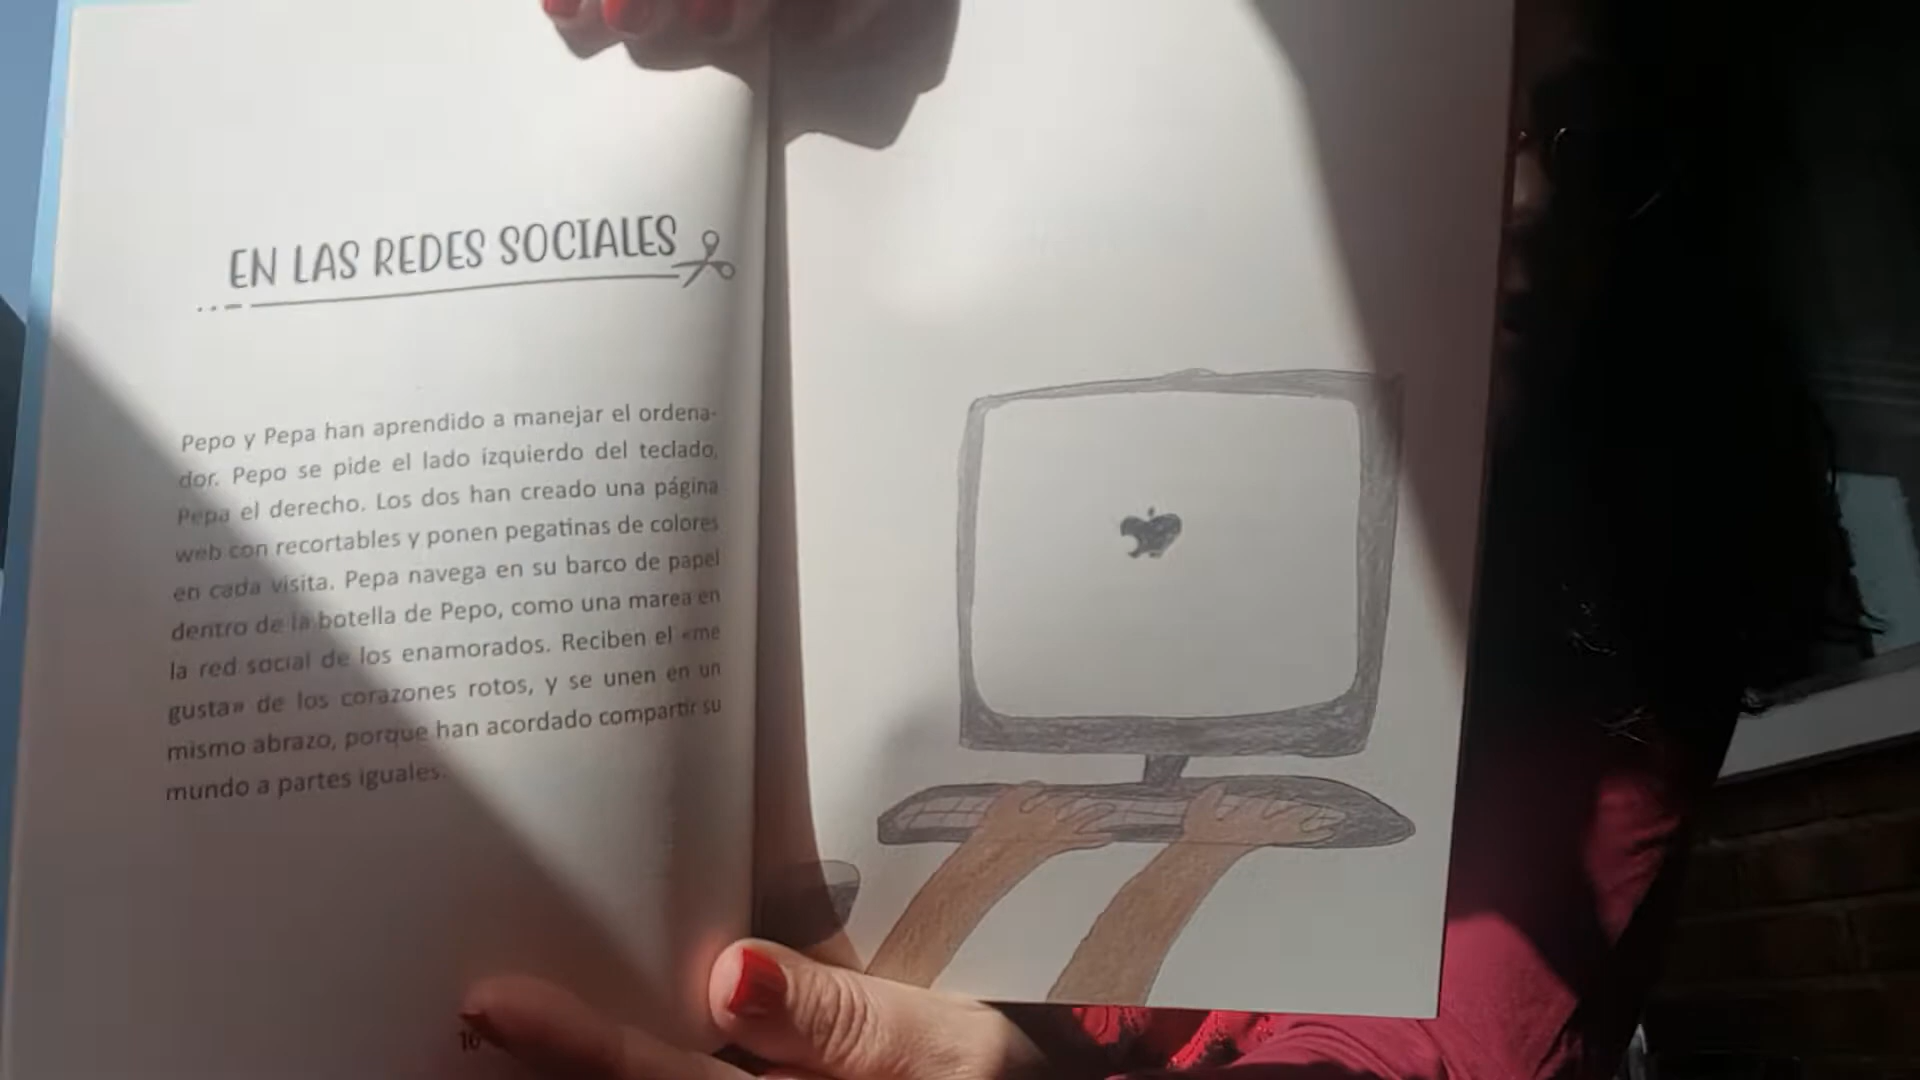 EN LAS REDES SOCIALES
Pepo y Pepa han aprendido a manejar el ordena-
dor. Pepo se pide el lado izquierdo del teclado,
Pepa el derecho. Los dos han creado una página
web con recortables y ponen pegatinas de colores
en cada visita. Pepa navega en su barco de papel
dentro de la botella de Pepo, como una marea en
la red social de los enamorados. Reciben el «me
gusta» de los corazones rotos, y se unen en un
mismo abrazo, porque han acordado compartir su
mundo a partes iguales.